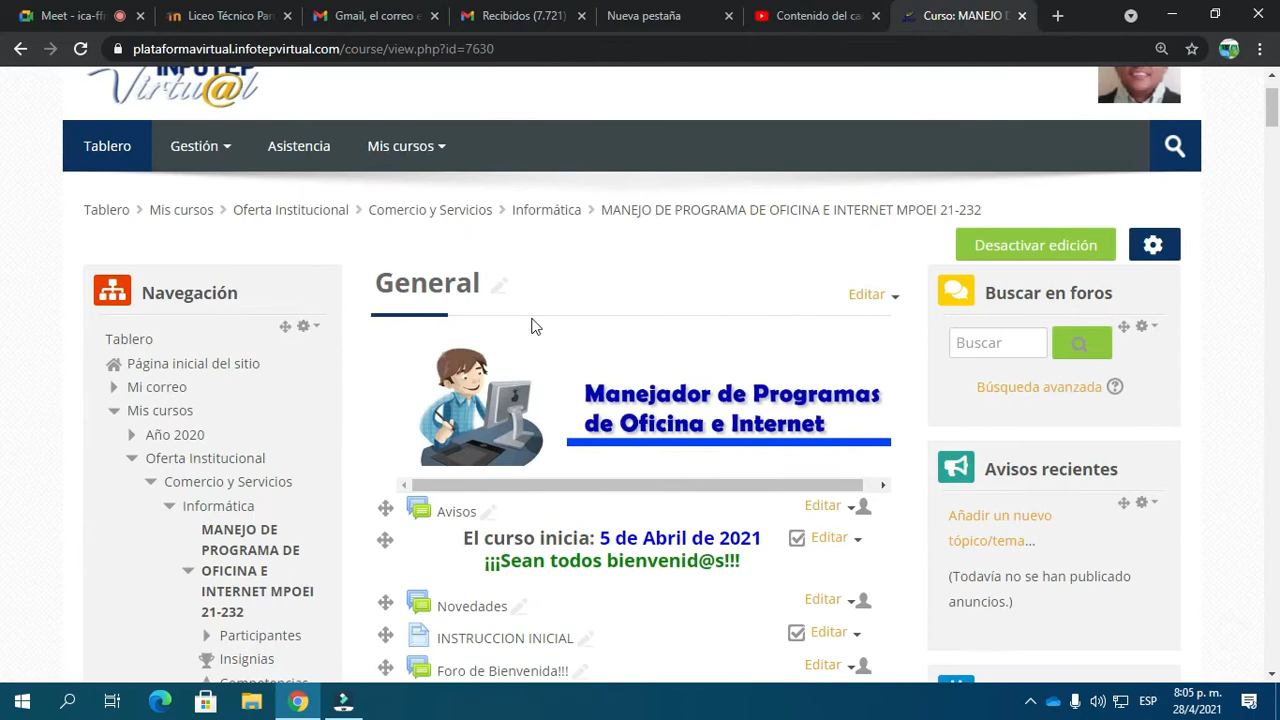 Meet - ica-ffr
Liceo Técnico Par
Gmail, el correo e
Recibidos (7.721)
Nueva pestaña
Contenido del ca
Curso: MANEJO D
plataformavirtual.infotepvirtual.com/course/view.php?id=7630
INFOTEP
Virtu@l
Tablero
Gestión
Asistencia
Mis cursos
Tablero > Mis cursos > Oferta Institucional > Comercio y Servicios > Informática > MANEJO DE PROGRAMA DE OFICINA E INTERNET MPOEI 21-232
Desactivar edición
Navegación
Tablero
Página inicial del sitio
Mi correo
Mis cursos
Año 2020
Oferta Institucional
Comercio y Servicios
Informática
MANEJO DE
PROGRAMA DE
OFICINA E
INTERNET MPOEI
21-232
Participantes
Insignias
Competencias
General
Editar
Manejador de Programas
de Oficina e Internet
Avisos
Editar
El curso inicia: 5 de Abril de 2021
Editar
¡¡¡Sean todos bienvenid@s!!!
Novedades
Editar
INSTRUCCION INICIAL
Editar
Foro de Bienvenida!!!
Editar
Buscar en foros
Buscar
Búsqueda avanzada
Avisos recientes
Añadir un nuevo
tópico/tema...
(Todavía no se han publicado
anuncios.)
ESP
8:05 p. m.
28/4/2021